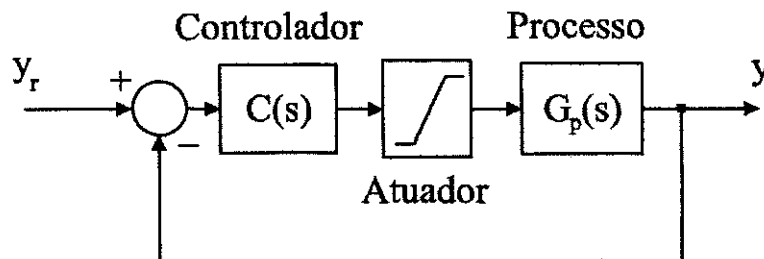 Controlador
Processo
y_r
+
−
C(s)
G_p(s)
y
Atuador